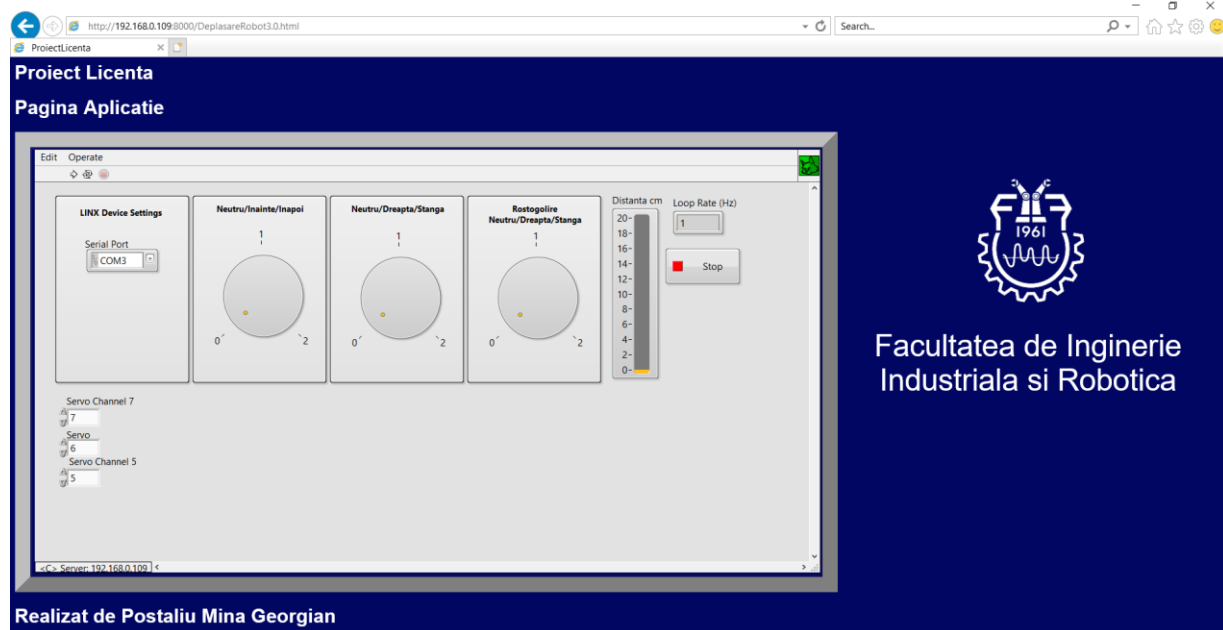 http://192.168.0.109:8000/DeplasareRobot3.0.html
Search...
ProiectLicenta
Proiect Licenta
Pagina Aplicatie
Edit Operate
LINX Device Settings
Serial Port
COM3
Neutru/Inainte/Inapoi
1
0
2
Neutru/Dreapta/Stanga
1
0
2
Rostogolire
Neutru/Dreapta/Stanga
1
0
2
Distanta cm
20
18
16
14
12
10
8
6
4
2
0
Loop Rate (Hz)
1
Stop
Servo Channel 7
7
Servo
6
Servo Channel 5
5
<C> Server: 192.168.0.109
1961
Facultatea de Inginerie
Industriala si Robotica
Realizat de Postaliu Mina Georgian